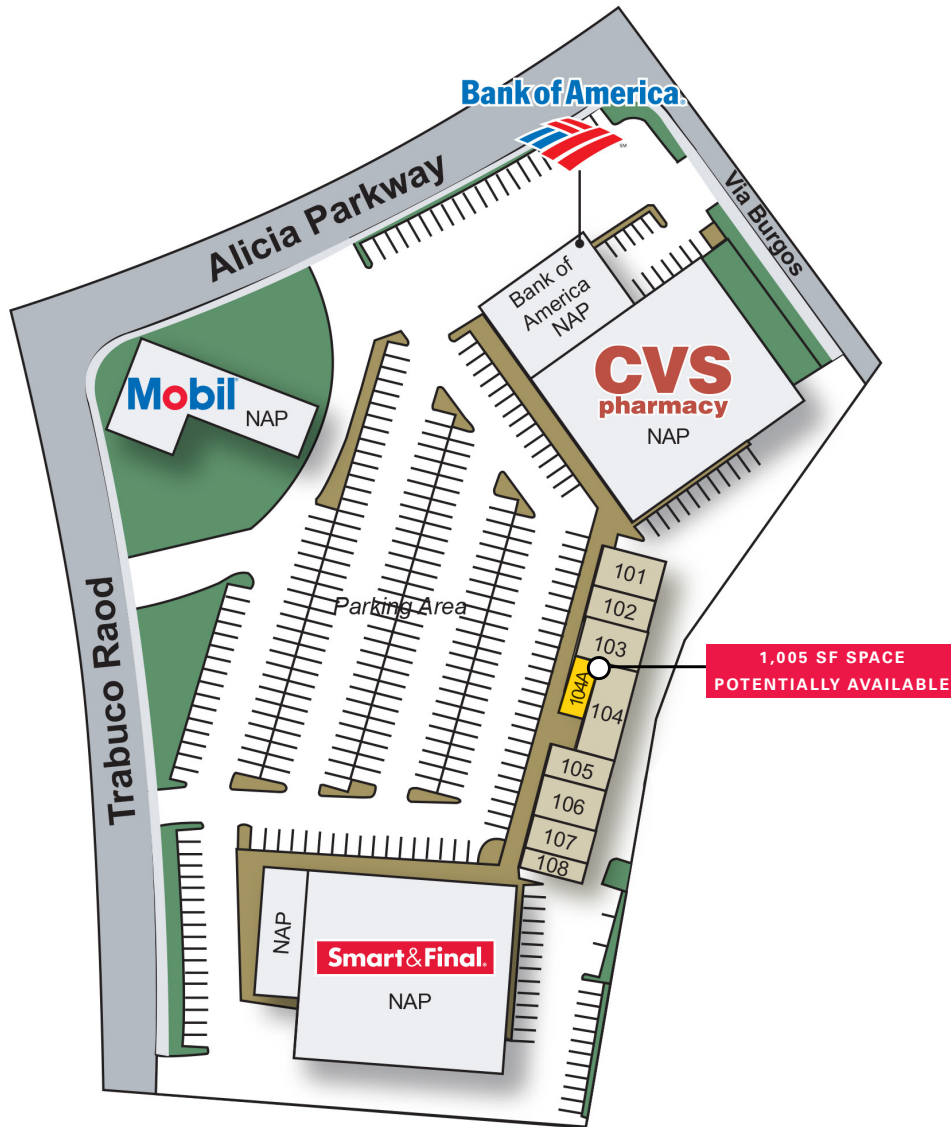 Bank of America
SM
Alicia Parkway
Via Burgos
Bank of
America
NAP
CVS
pharmacy
NAP
Mobil
NAP
101
102
103
104A
104
1,005 SF SPACE
POTENTIALLY AVAILABLE
Parking Area
Trabuco Raod
105
106
107
108
NAP
Smart&Final.
NAP